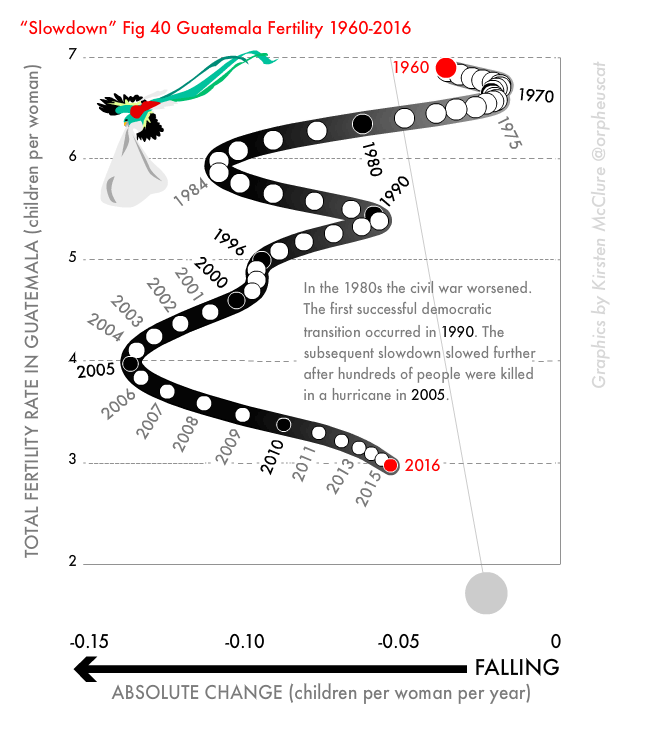 “Slowdown” Fig 40 Guatemala Fertility 1960-2016
7
6
5
4
3
2
TOTAL FERTILITY RATE IN GUATEMALA (children per woman)
1960
1970
1975
1980
1984
1990
1996
2000
2001
2002
2003
2004
2005
2006
2007
2008
2009
2010
2011
2013
2015
2016
In the 1980s the civil war worsened.
The first successful democratic
transition occurred in 1990. The
subsequent slowdown slowed further
after hundreds of people were killed
in a hurricane in 2005.
Graphics by Kirsten McClure @orpheuscat
-0.15 -0.10 -0.05 0
FALLING
ABSOLUTE CHANGE (children per woman per year)